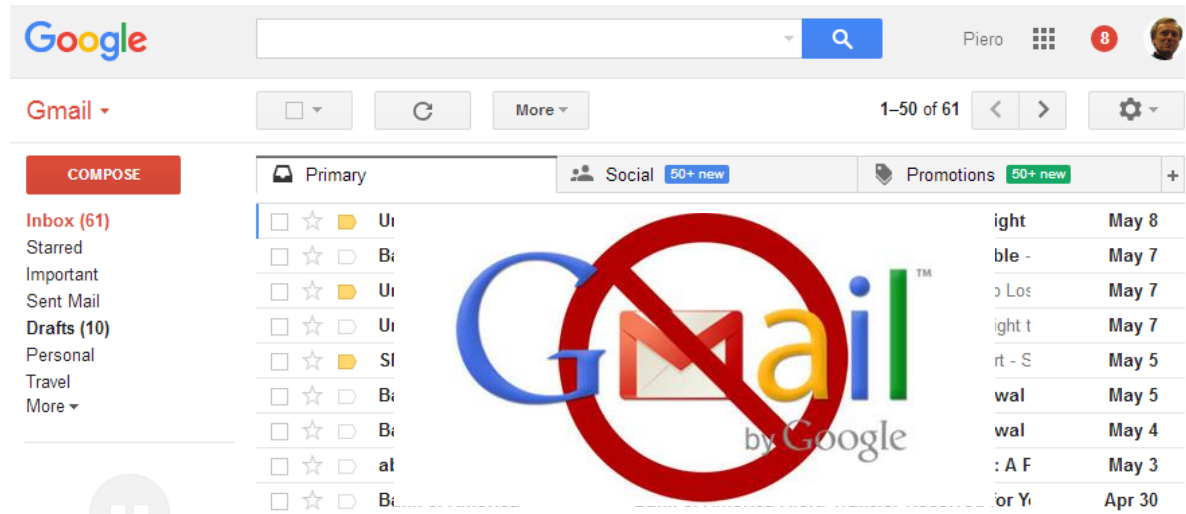 Google
Piero
8
Gmail
More
1–50 of 61
COMPOSE
Primary
Social 50+ new
Promotions 50+ new
+
Inbox (61)
Starred
Important
Sent Mail
Drafts (10)
Personal
Travel
More
May 8
May 7
May 7
May 7
May 5
May 5
May 4
May 3
Apr 30
Gmail
TM
by Google